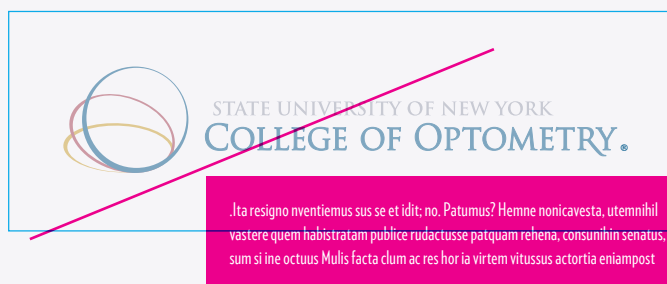 STATE UNIVERSITY OF NEW YORK
COLLEGE OF OPTOMETRY®
.Ita resigno nventiemus sus se et idit; no. Patumus? Hemne nonicavesta, utemnihil
vastere quem habistratam publice rudactusse patquam rehena, consunihin senatus,
sum si ine octuus Mulis facta clum ac res hor ia virtem vitussus actortia eniampost